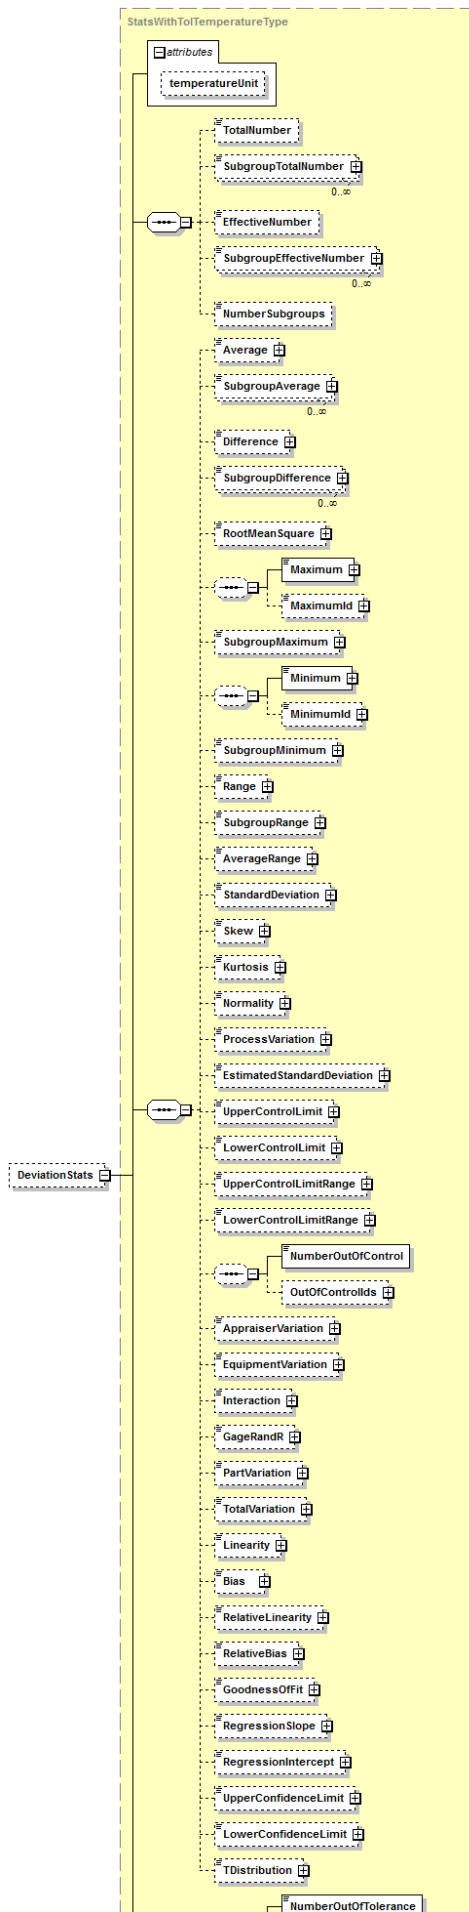 StatsWithTolTemperatureType
attributes
temperatureUnit
TotalNumber
SubgroupTotalNumber
0..∞
EffectiveNumber
SubgroupEffectiveNumber
0..∞
NumberSubgroups
Average
SubgroupAverage
0..∞
Difference
SubgroupDifference
0..∞
RootMeanSquare
Maximum
MaximumId
SubgroupMaximum
Minimum
MinimumId
SubgroupMinimum
Range
SubgroupRange
AverageRange
StandardDeviation
Skew
Kurtosis
Normality
ProcessVariation
EstimatedStandardDeviation
UpperControlLimit
LowerControlLimit
DeviationStats
UpperControlLimitRange
LowerControlLimitRange
NumberOutOfControl
OutOfControlIds
AppraiserVariation
EquipmentVariation
Interaction
GageRandR
PartVariation
TotalVariation
Linearity
Bias
RelativeLinearity
RelativeBias
GoodnessOfFit
RegressionSlope
RegressionIntercept
UpperConfidenceLimit
LowerConfidenceLimit
TDistribution
NumberOutOfTolerance